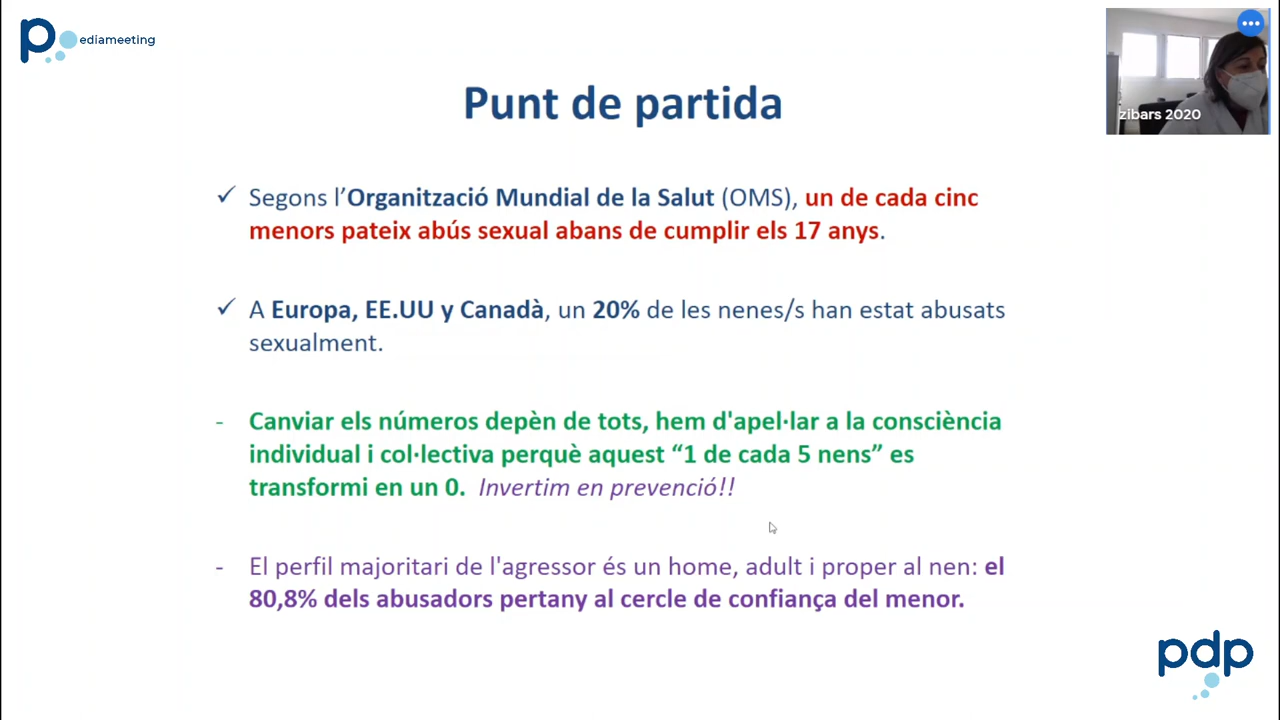 p
ediameeting
zibars 2020
Punt de partida
✓ Segons l’Organització Mundial de la Salut (OMS), un de cada cinc
menors pateix abús sexual abans de cumplir els 17 anys.
✓ A Europa, EE.UU y Canadà, un 20% de les nenes/s han estat abusats
sexualment.
- Canviar els números depèn de tots, hem d'apel·lar a la consciència
individual i col·lectiva perquè aquest “1 de cada 5 nens” es
transformi en un 0. Invertim en prevenció!!
- El perfil majoritari de l'agressor és un home, adult i proper al nen: el
80,8% dels abusadors pertany al cercle de confiança del menor.
pdp